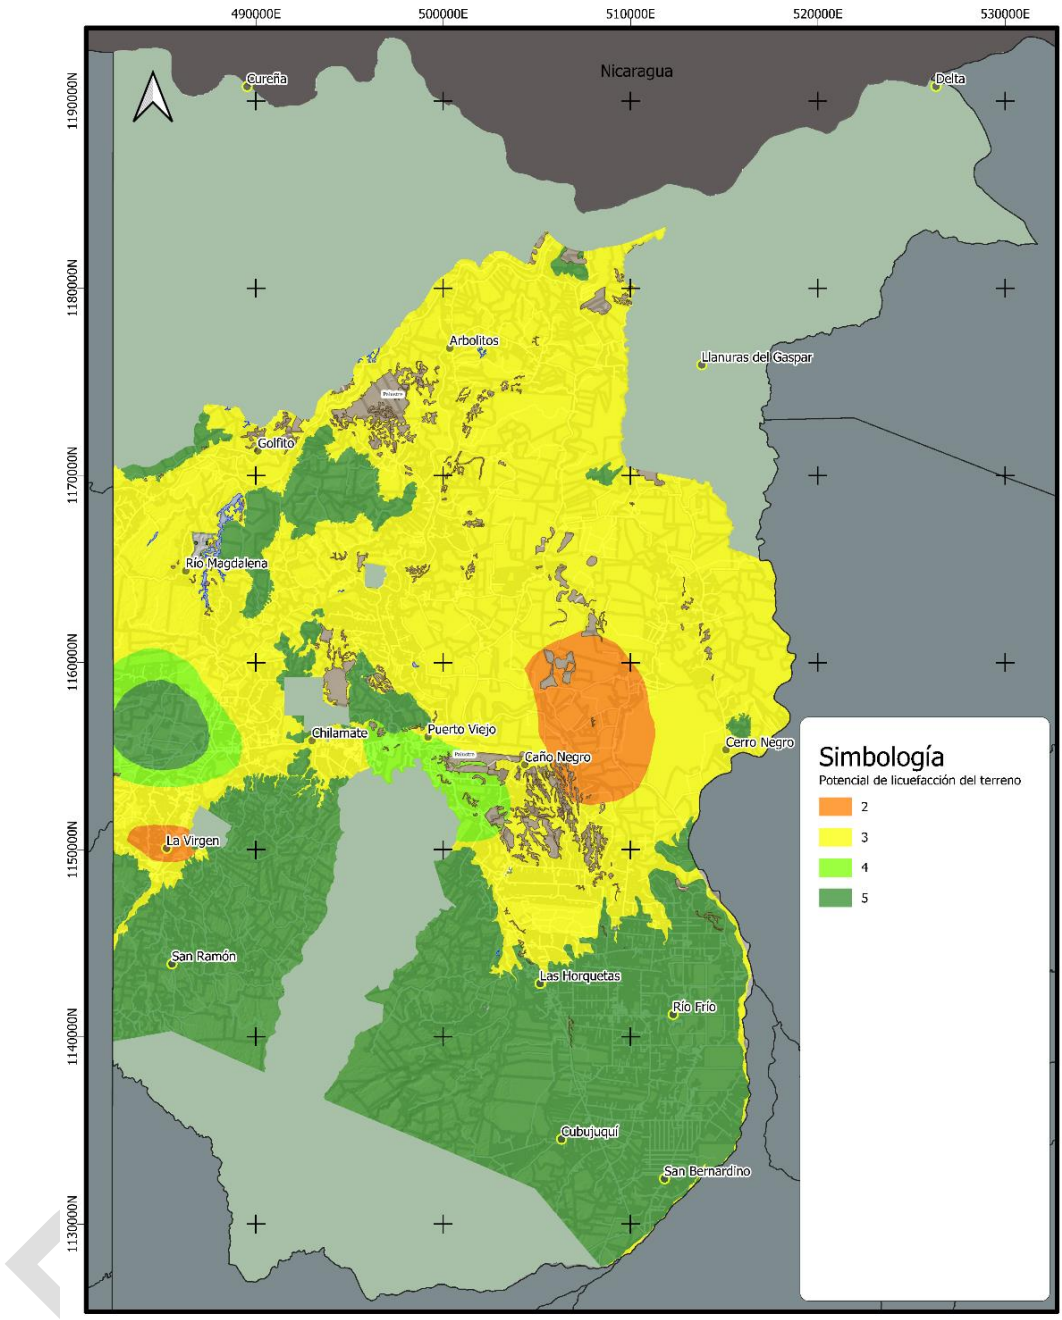 490000E 500000E 510000E 520000E 530000E
Nicaragua
Cureña
Delta
1190000N
1180000N
Arbolitos
Llanuras del Gaspar
Palustre
Golfito
1170000N
Río Magdalena
1160000N
Chilamate
Puerto Viejo
Cerro Negro
Palustre
Caño Negro
Simbología
Potencial de licuefacción del terreno
2
3
4
5
La Virgen
1150000N
San Ramón
Las Horquetas
Río Frío
1140000N
Cubujuquí
San Bernardino
1130000N